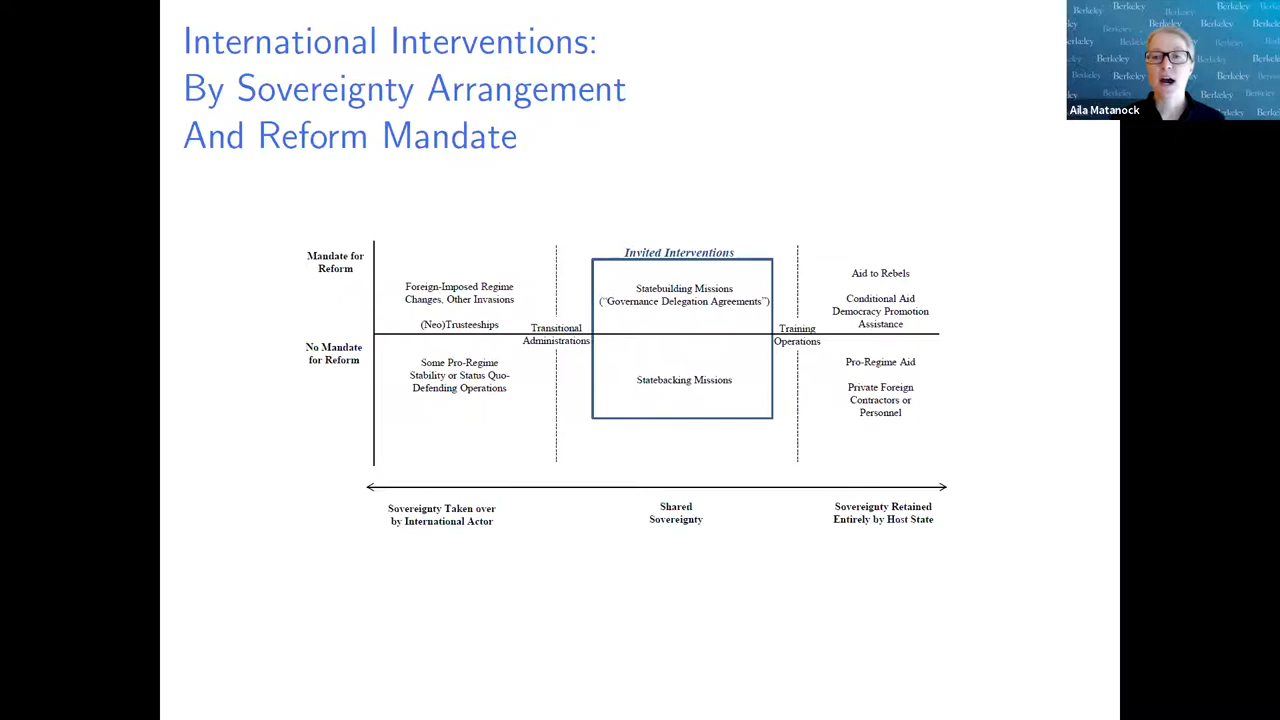 International Interventions:
By Sovereignty Arrangement
And Reform Mandate
Berkeley
Aila Matanock
Mandate for
Reform
No Mandate
for Reform
Foreign-Imposed Regime
Changes, Other Invasions
(Neo)Trusteeships
Some Pro-Regime
Stability or Status Quo-
Defending Operations
Transitional
Administrations
Invited Interventions
Statebuilding Missions
("Governance Delegation Agreements")
Statebacking Missions
Training
Operations
Aid to Rebels
Conditional Aid
Democracy Promotion
Assistance
Pro-Regime Aid
Private Foreign
Contractors or
Personnel
Sovereignty Taken over
by International Actor
Shared
Sovereignty
Sovereignty Retained
Entirely by Host State